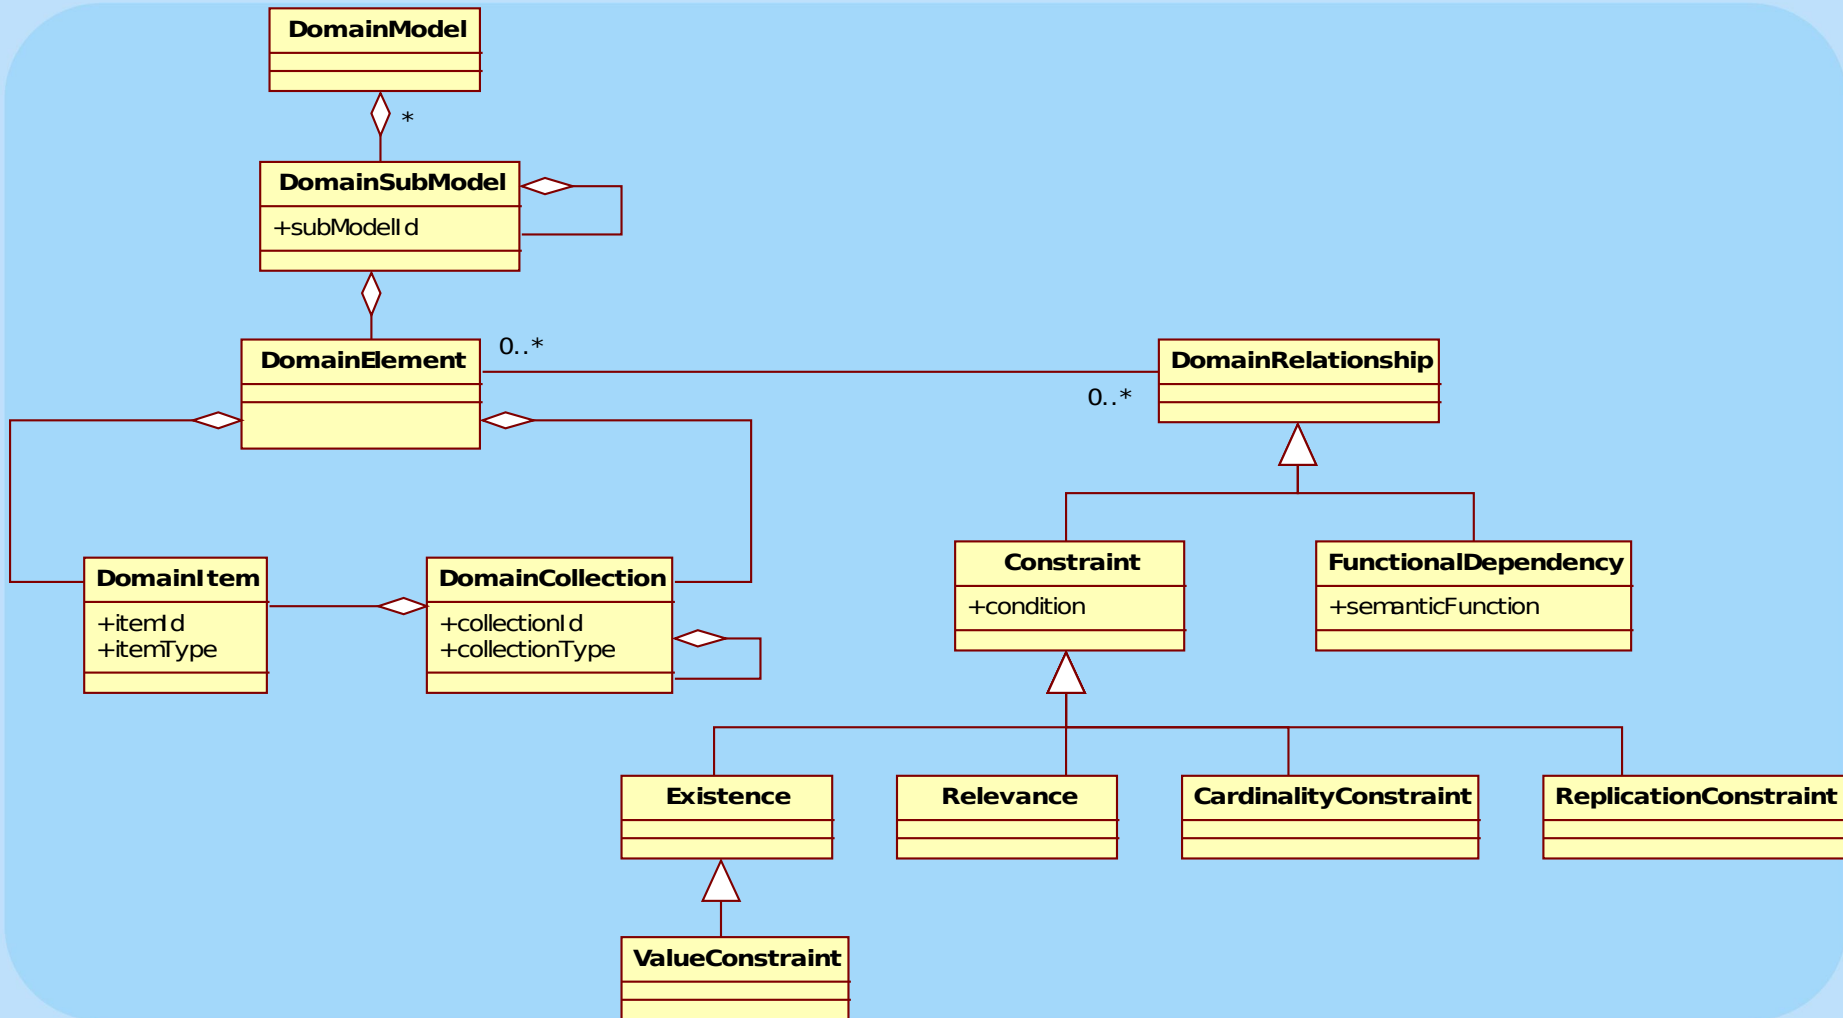 DomainModel
*
DomainSubModel
+subModelId
DomainElement
0..*
DomainRelationship
0..*
DomainItem
+itemId
+itemType
DomainCollection
+collectionId
+collectionType
Constraint
+condition
FunctionalDependency
+semanticFunction
Existence
Relevance
CardinalityConstraint
ReplicationConstraint
ValueConstraint